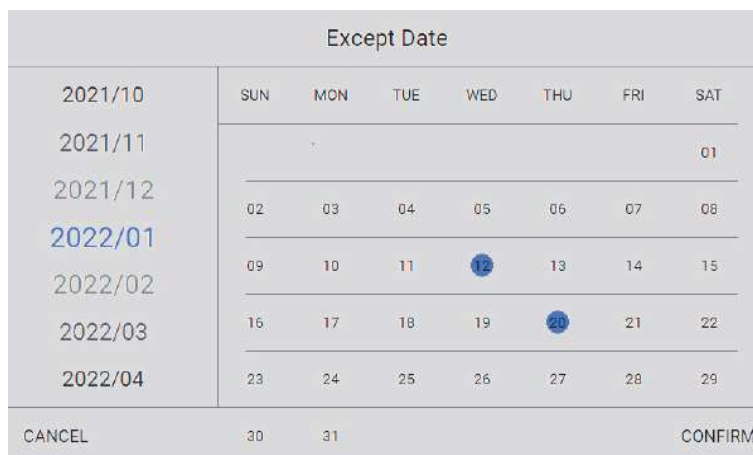 Except Date
2021/10
2021/11
2021/12
2022/01
2022/02
2022/03
2022/04
SUN MON TUE WED THU FRI SAT
01
02 03 04 05 06 07 08
09 10 11 12 13 14 15
16 17 18 19 20 21 22
23 24 25 26 27 28 29
30 31
CANCEL
CONFIRM